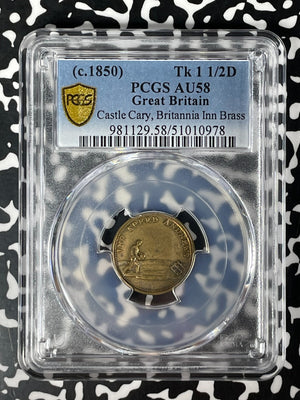 (c.1850) Tk 1 1/2D
PCGS AU58
Great Britain
Castle Cary, Britannia Inn Brass
981129.58/51010978
PCGS